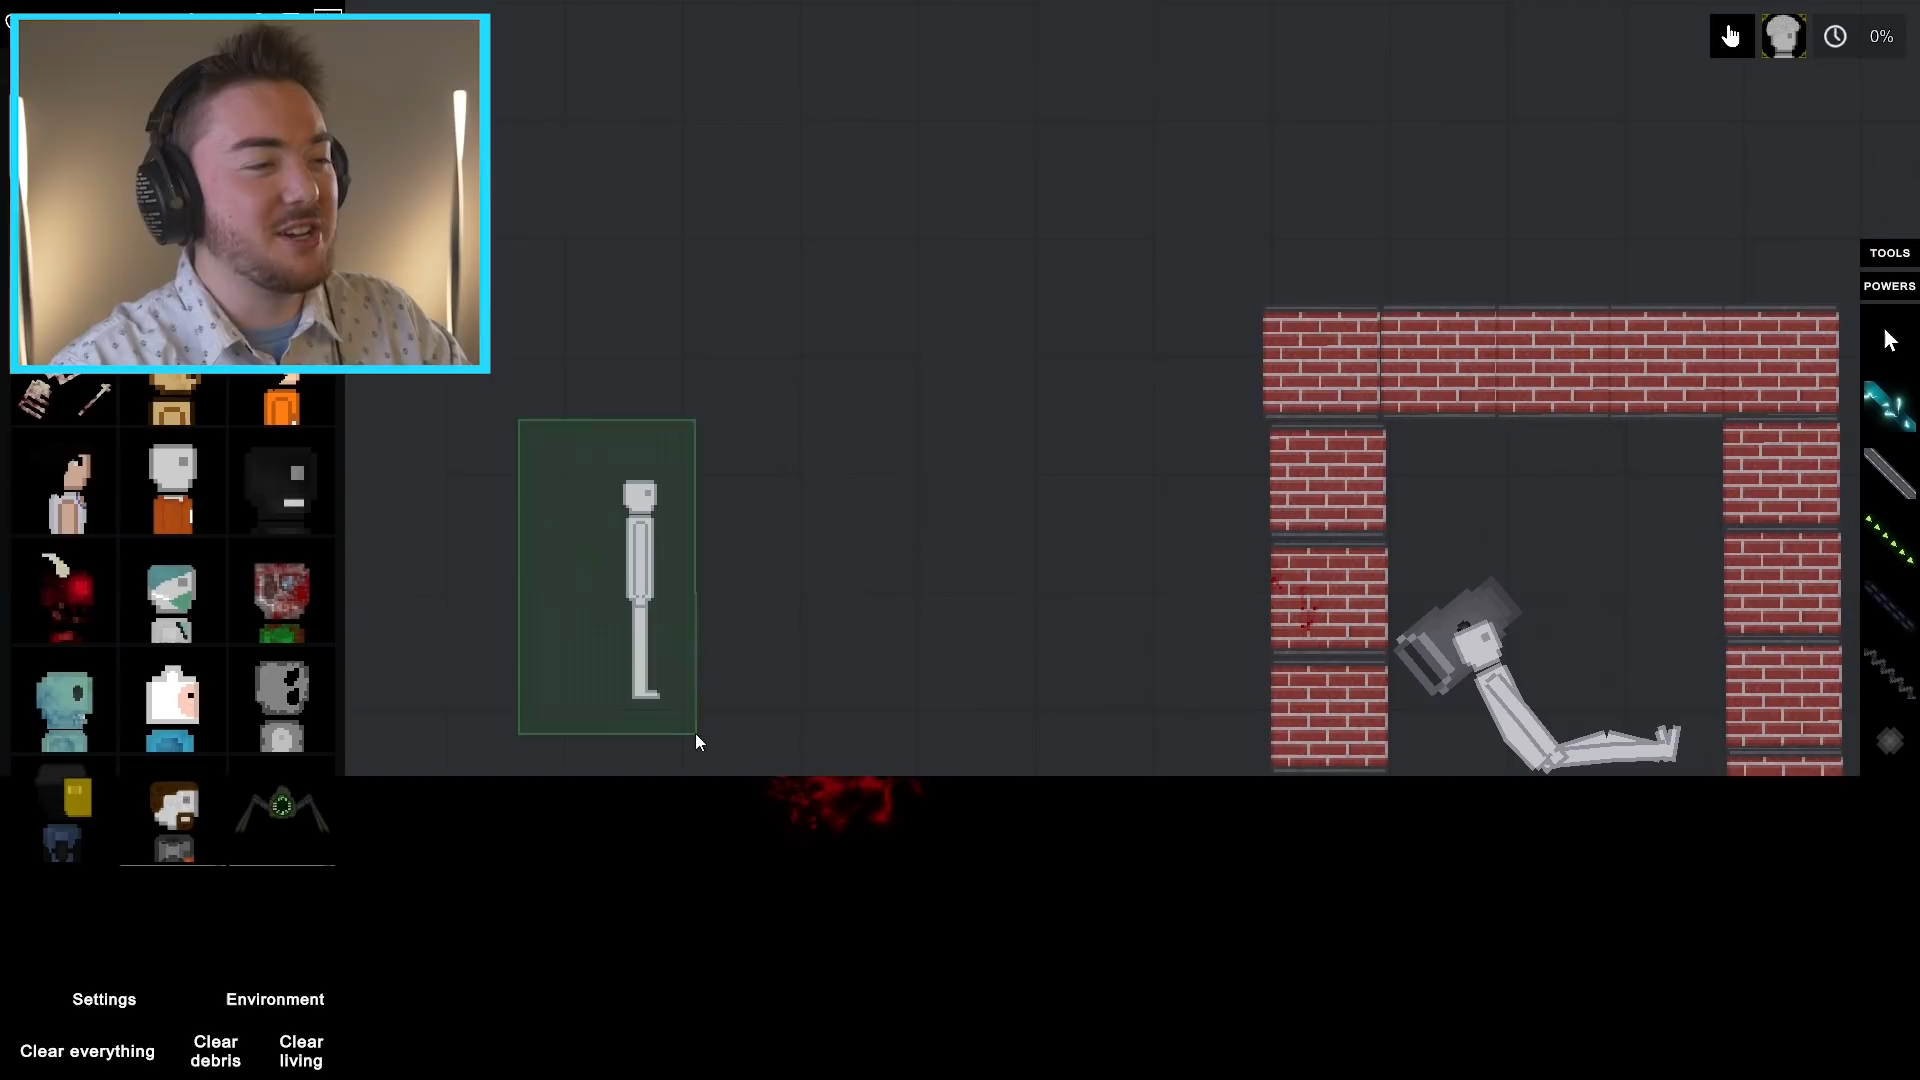 0%
TOOLS
POWERS
Settings
Environment
Clear everything
Clear
debris
Clear
living